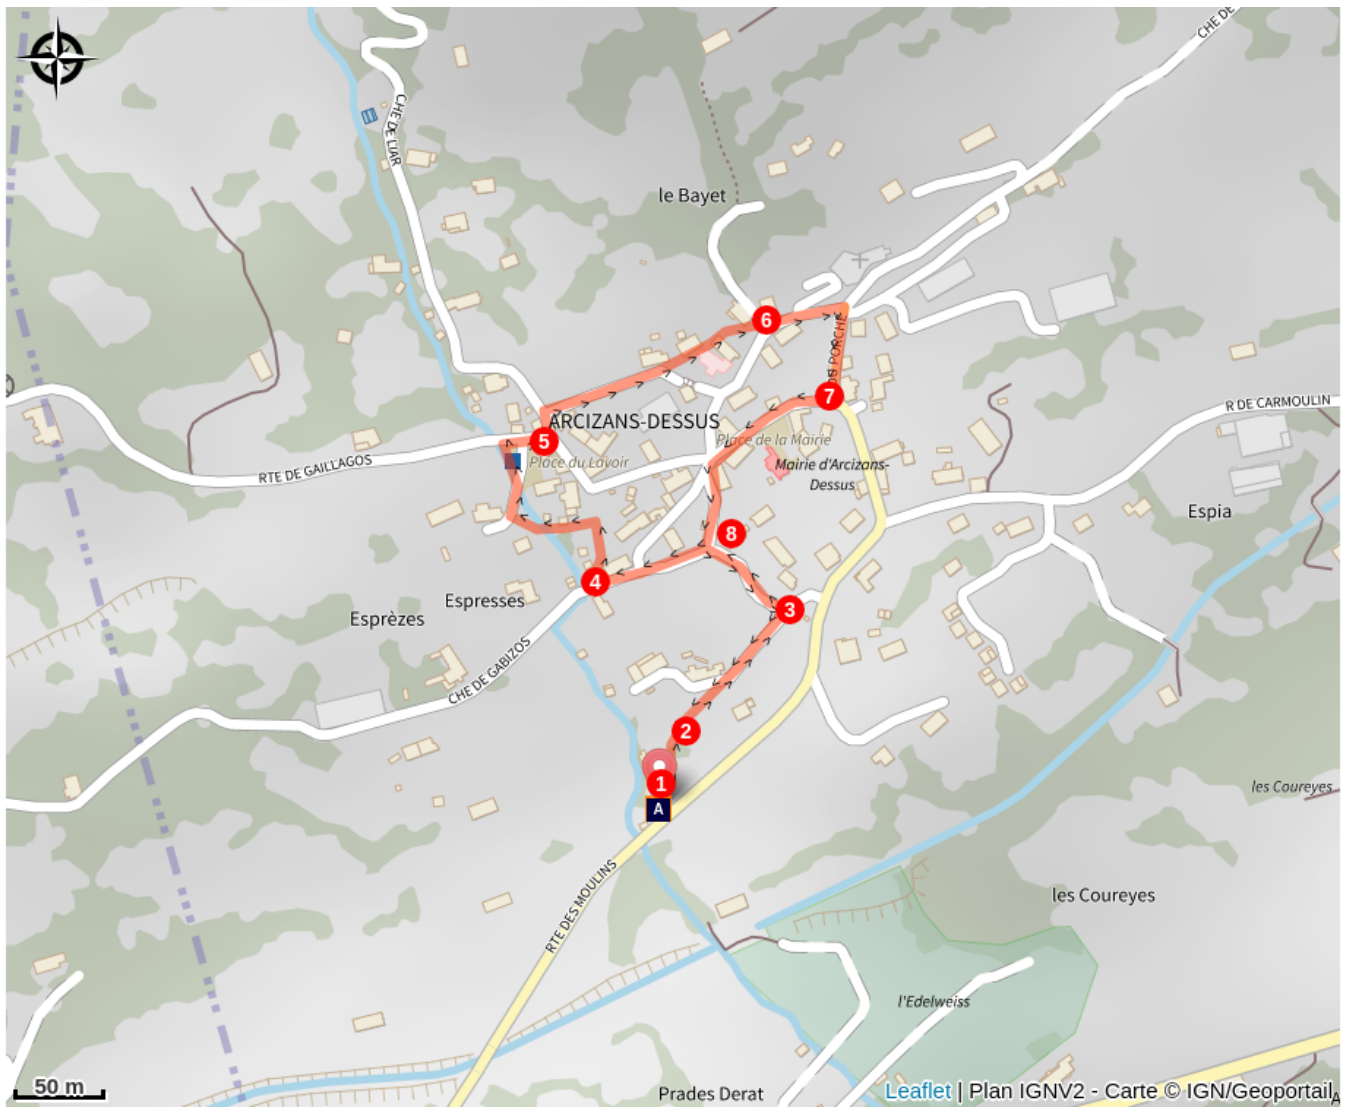 CHE DE
CHE DE LIAR
le Bayet
6
DU PORCHE
7
R DE CARMOULIN
ARCIZANS-DESSUS
5
Place de la Mairie
RTE DE GAILLAGOS
Place du Lavoir
Mairie d'Arcizans-
Dessus
Espia
8
4
Espresses
3
Esprèzes
CHE DE GABIZOS
2
1
A
les Coureyes
RTE DES MOULINS
les Coureyes
l'Edelweiss
50 m
Prades Derat
Leaflet | Plan IGNV2 - Carte © IGN/Geoportail
A